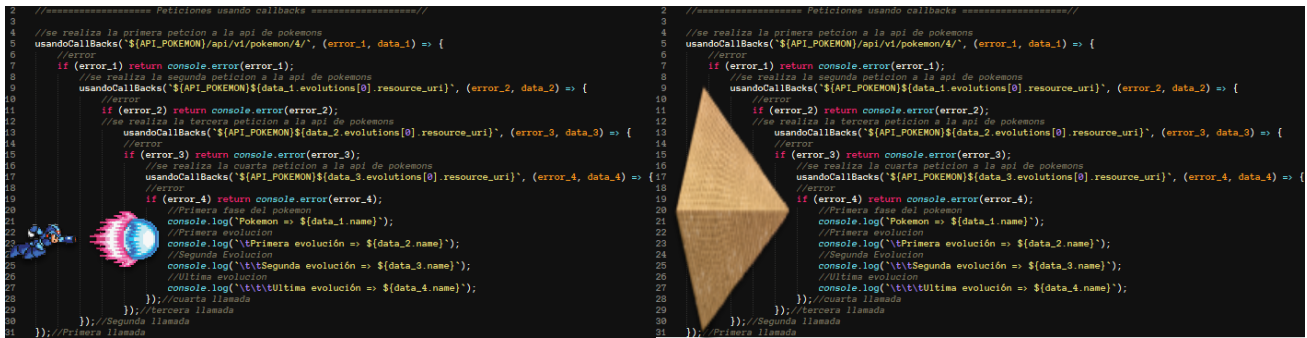 2 //=================== Peticiones usando callbacks ===================//
3
4 //se realiza la primera petcion a la api de pokemons
5 usandoCallBacks(`${API_POKEMON}/api/v1/pokemon/4/`, (error_1, data_1) => {
6 //error
7 if (error_1) return console.error(error_1);
8 //se realiza la segunda peticion a la api de pokemons
9 usandoCallBacks(`${API_POKEMON}${data_1.evolutions[0].resource_uri}`, (error_2, data_2) => {
10 //error
11 if (error_2) return console.error(error_2);
12 //se realiza la tercera peticion a la api de pokemons
13 usandoCallBacks(`${API_POKEMON}${data_2.evolutions[0].resource_uri}`, (error_3, data_3) => {
14 //error
15 if (error_3) return console.error(error_3);
16 //se realiza la cuarta peticion a la api de pokemons
17 usandoCallBacks(`${API_POKEMON}${data_3.evolutions[0].resource_uri}`, (error_4, data_4) => {
18 //error
19 if (error_4) return console.error(error_4);
20 //Primera fase del pokemon
21 console.log(`Pokemon => ${data_1.name}`);
22 //Primera evolucion
23 console.log(`\tPrimera evolución => ${data_2.name}`);
24 //Segunda Evolucion
25 console.log(`\t\tSegunda evolución => ${data_3.name}`);
26 //Ultima evolucion
27 console.log(`\t\t\tUltima evolución => ${data_4.name}`);
28 });//cuarta llamada
29 });//tercera llamada
30 });//Segunda llamada
31 });//Primera llamada
2 //=================== Peticiones usando callbacks ===================//
3
4 //se realiza la primera petcion a la api de pokemons
5 usandoCallBacks(`${API_POKEMON}/api/v1/pokemon/4/`, (error_1, data_1) => {
6 //error
7 if (error_1) return console.error(error_1);
8 //se realiza la segunda peticion a la api de pokemons
9 usandoCallBacks(`${API_POKEMON}${data_1.evolutions[0].resource_uri}`, (error_2, data_2) => {
10 //error
11 if (error_2) return console.error(error_2);
12 //se realiza la tercera peticion a la api de pokemons
13 usandoCallBacks(`${API_POKEMON}${data_2.evolutions[0].resource_uri}`, (error_3, data_3) => {
14 //error
15 if (error_3) return console.error(error_3);
16 //se realiza la cuarta peticion a la api de pokemons
17 usandoCallBacks(`${API_POKEMON}${data_3.evolutions[0].resource_uri}`, (error_4, data_4) => {
18 //error
19 if (error_4) return console.error(error_4);
20 //Primera fase del pokemon
21 console.log(`Pokemon => ${data_1.name}`);
22 //Primera evolucion
23 console.log(`\tPrimera evolución => ${data_2.name}`);
24 //Segunda Evolucion
25 console.log(`\t\tSegunda evolución => ${data_3.name}`);
26 //Ultima evolucion
27 console.log(`\t\t\tUltima evolución => ${data_4.name}`);
28 });//cuarta llamada
29 });//tercera llamada
30 });//Segunda llamada
31 });//Primera llamada